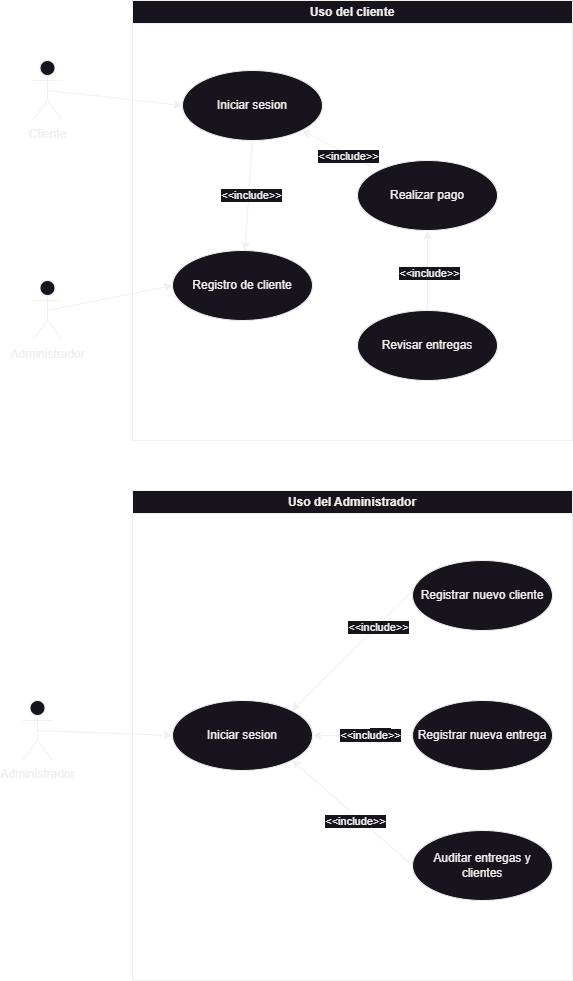 Uso del cliente
Iniciar sesion
Cliente
<<include>>
Realizar pago
<<include>>
<<include>>
Registro de cliente
Revisar entregas
Administrador
Uso del Administrador
Registrar nuevo cliente
<<include>>
Iniciar sesion
<<include>>
Registrar nueva entrega
Administrador
<<include>>
Auditar entregas y
clientes